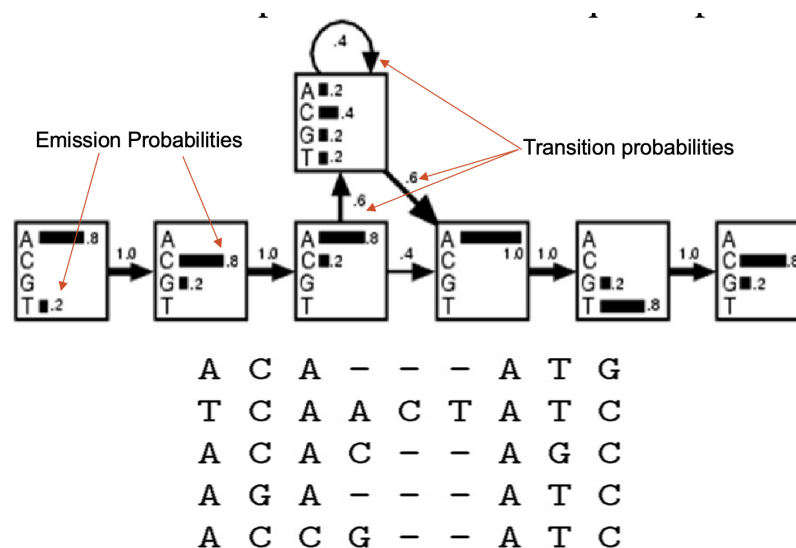 .4
A .2
C .4
G .2
T .2
Emission Probabilities
Transition probabilities
.6
.6
A .8
C
G
T .2
1.0
A
C .8
G .2
T
1.0
A .8
C .2
G
T
.4
A
C 1.0
G
T
1.0
A
C
G .2
T .8
1.0
A
C .8
G .2
T
A C A - - - A T G
T C A A C T A T C
A C A C - - A G C
A G A - - - A T C
A C C G - - A T C